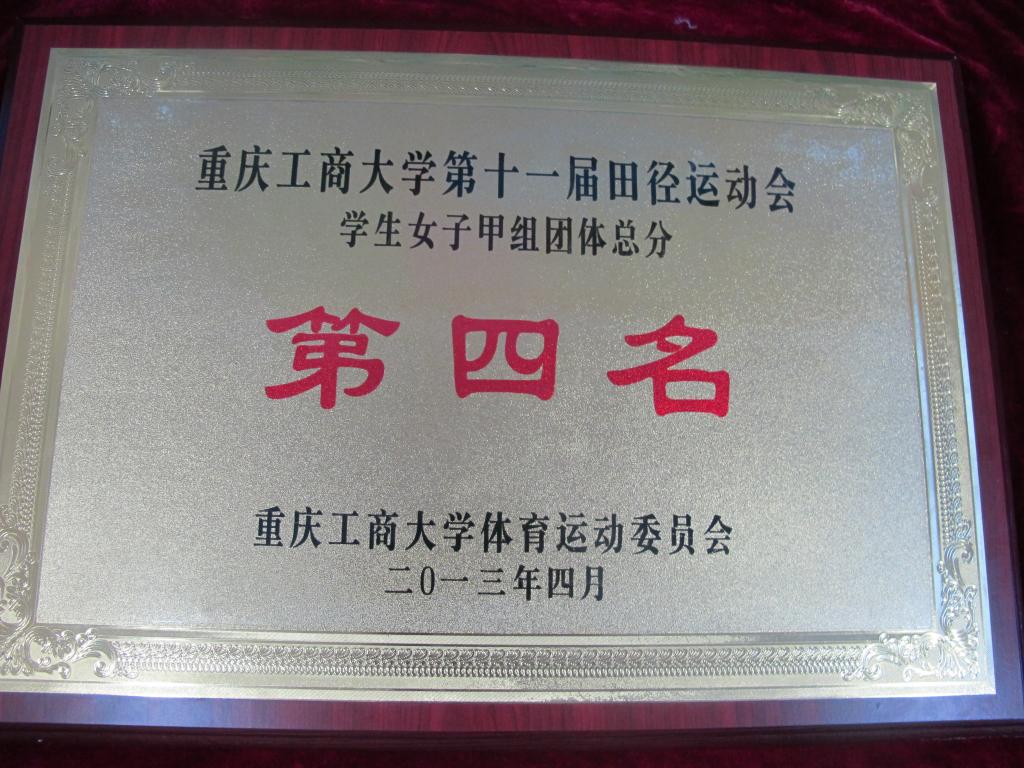 重庆工商大学第十一届田径运动会
学生女子甲组团体总分
第四名
重庆工商大学体育运动委员会
二0一三年四月